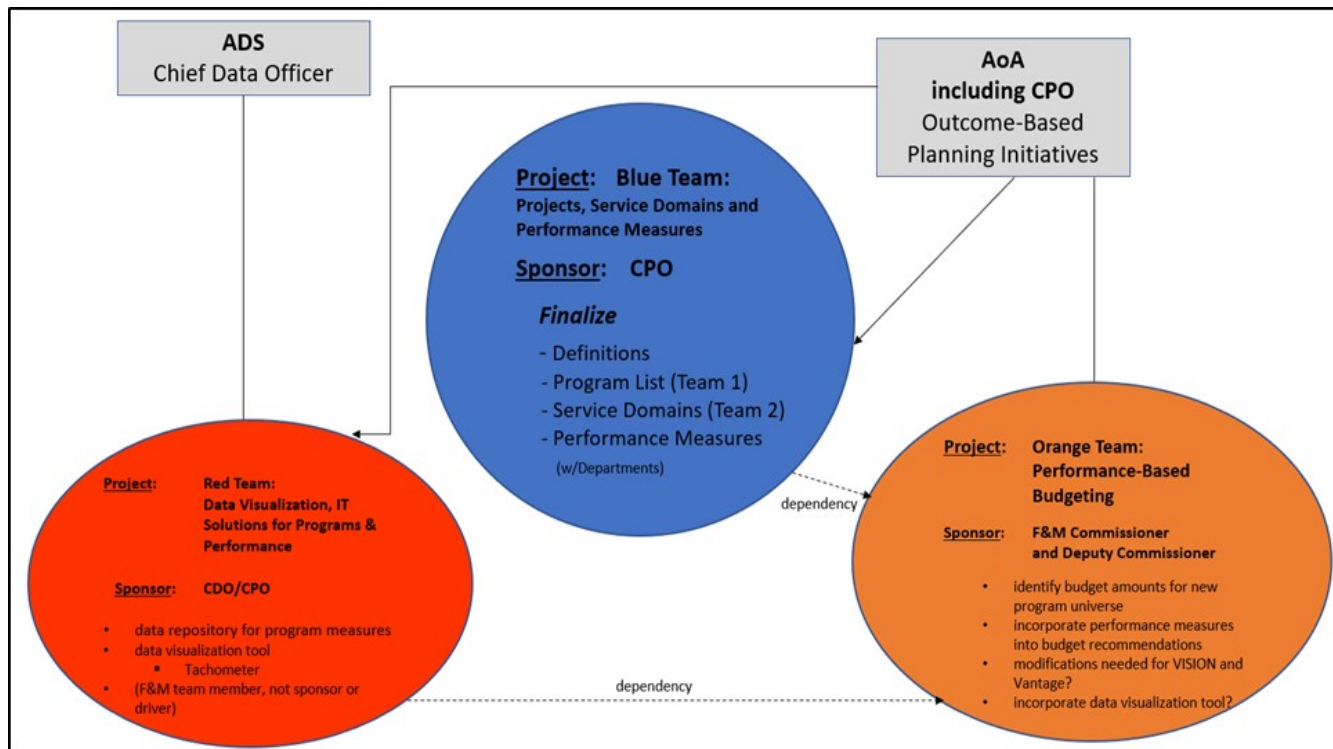 ADS
Chief Data Officer
AoA
including CPO
Outcome-Based
Planning Initiatives
Project: Blue Team:
Projects, Service Domains and
Performance Measures
Sponsor: CPO
Finalize
- Definitions
- Program List (Team 1)
- Service Domains (Team 2)
- Performance Measures
(w/Departments)
Project: Red Team:
Data Visualization, IT
Solutions for Programs &
Performance
Sponsor: CDO/CPO
• data repository for program measures
• data visualization tool
▪ Tachometer
• (F&M team member, not sponsor or
driver)
dependency
dependency
Project: Orange Team:
Performance-Based
Budgeting
Sponsor: F&M Commissioner
and Deputy Commissioner
• identify budget amounts for new
program universe
• incorporate performance measures
into budget recommendations
• modifications needed for VISION and
Vantage?
• incorporate data visualization tool?